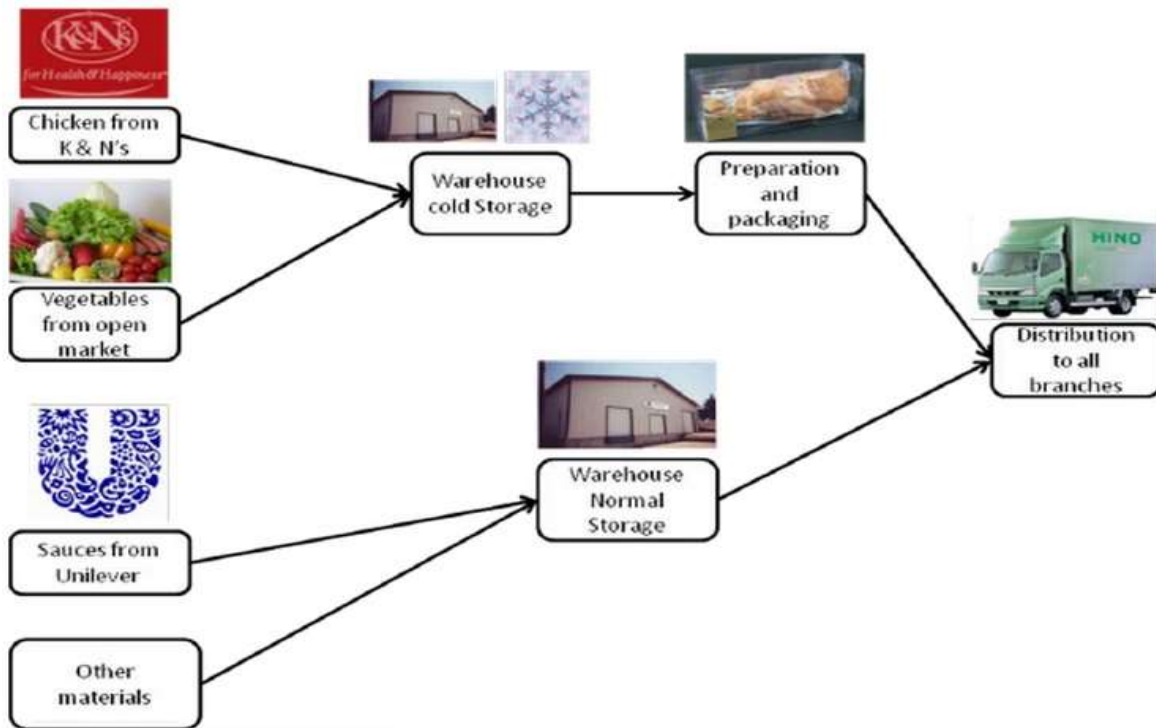 K&N's
for Health & Happiness
Chicken from
K & N's
Vegetables
from open
market
Sauces from
Unilever
Other
materials
Warehouse
cold Storage
Preparation
and
packaging
Warehouse
Normal
Storage
HINO
Distribution
to all
branches